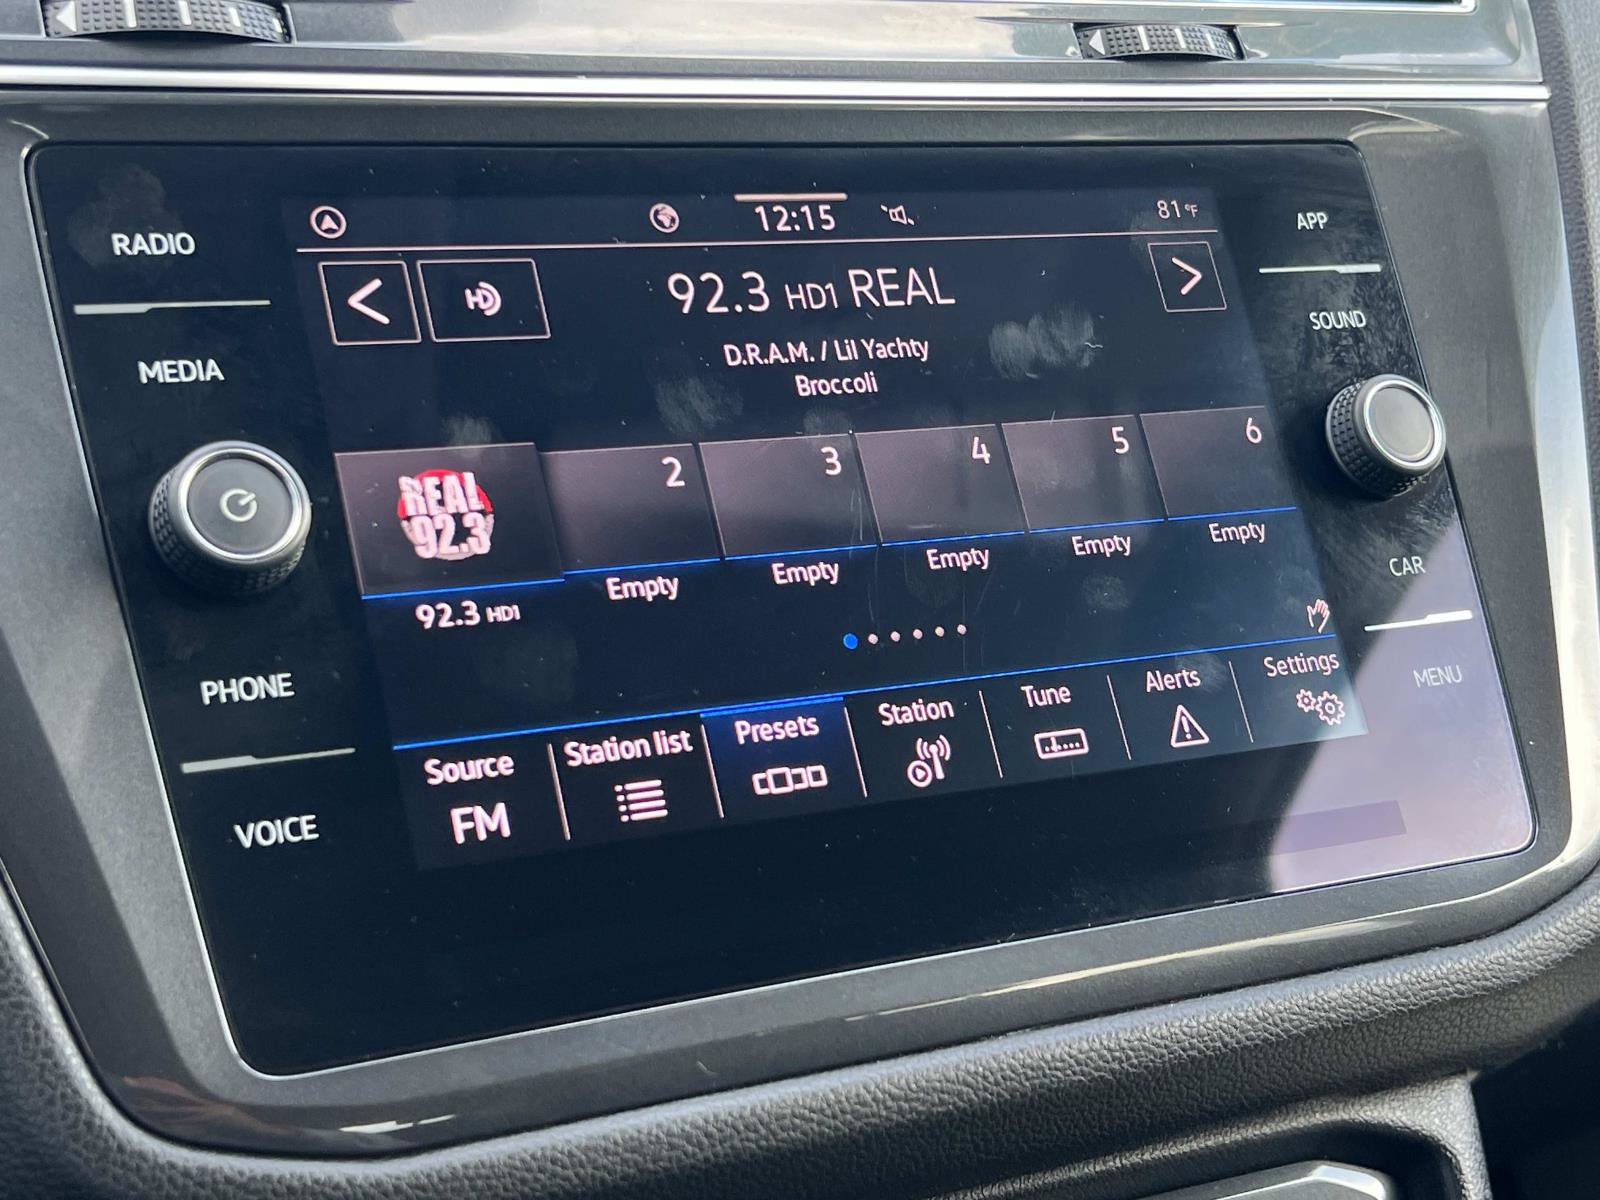 RADIO
MEDIA
PHONE
VOICE
12:15
81°F
92.3 HD1 REAL
D.R.A.M. / Lil Yachty
Broccoli
HD
REAL
92.3
92.3 HD1
2
Empty
3
Empty
4
Empty
5
Empty
6
Empty
Source
FM
Station list
Presets
Station
Tune
Alerts
Settings
APP
SOUND
CAR
MENU